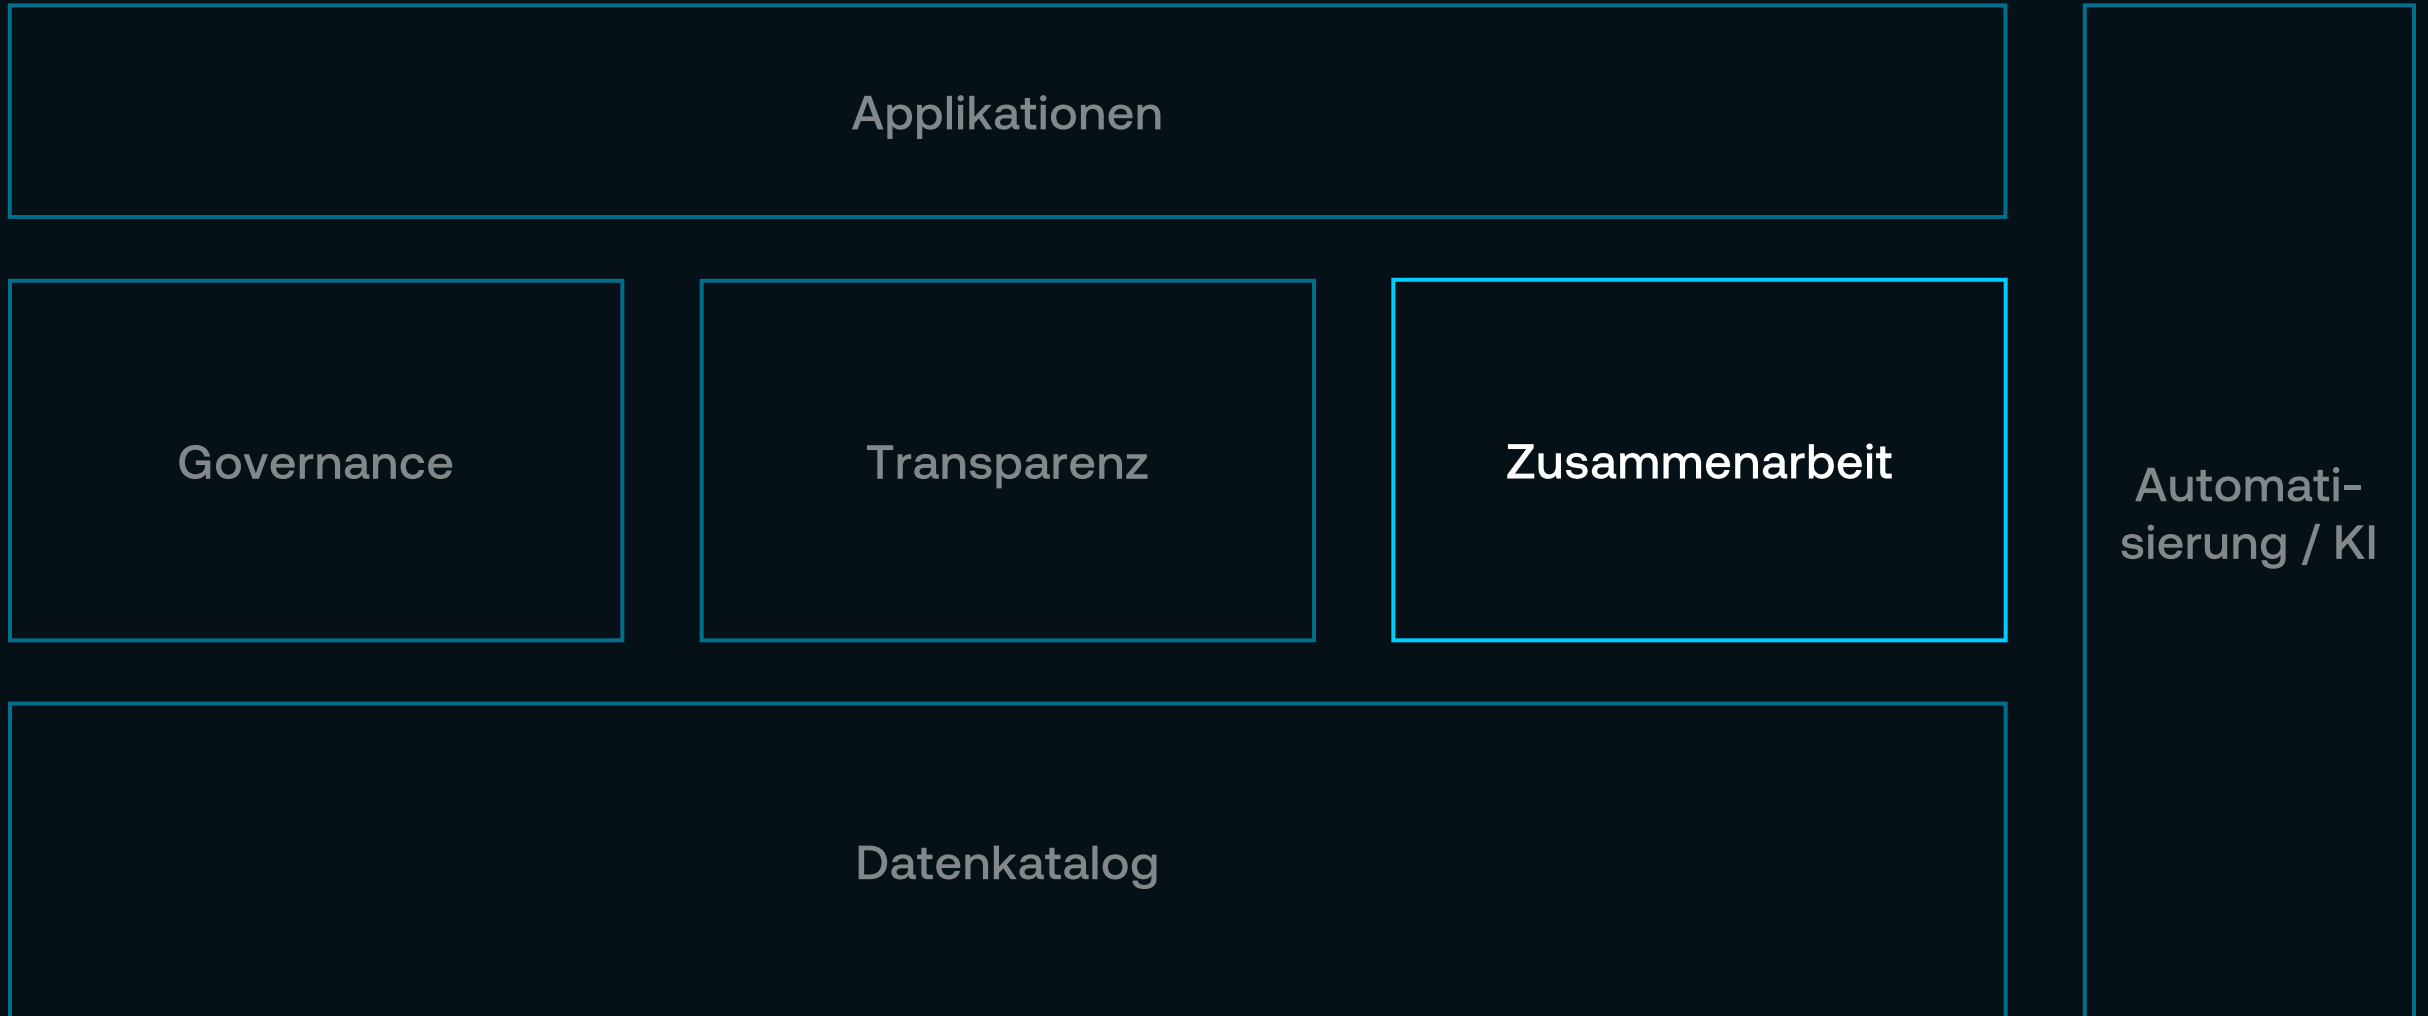 Applikationen
Governance
Transparenz
Zusammenarbeit
Automati-
sierung / KI
Datenkatalog